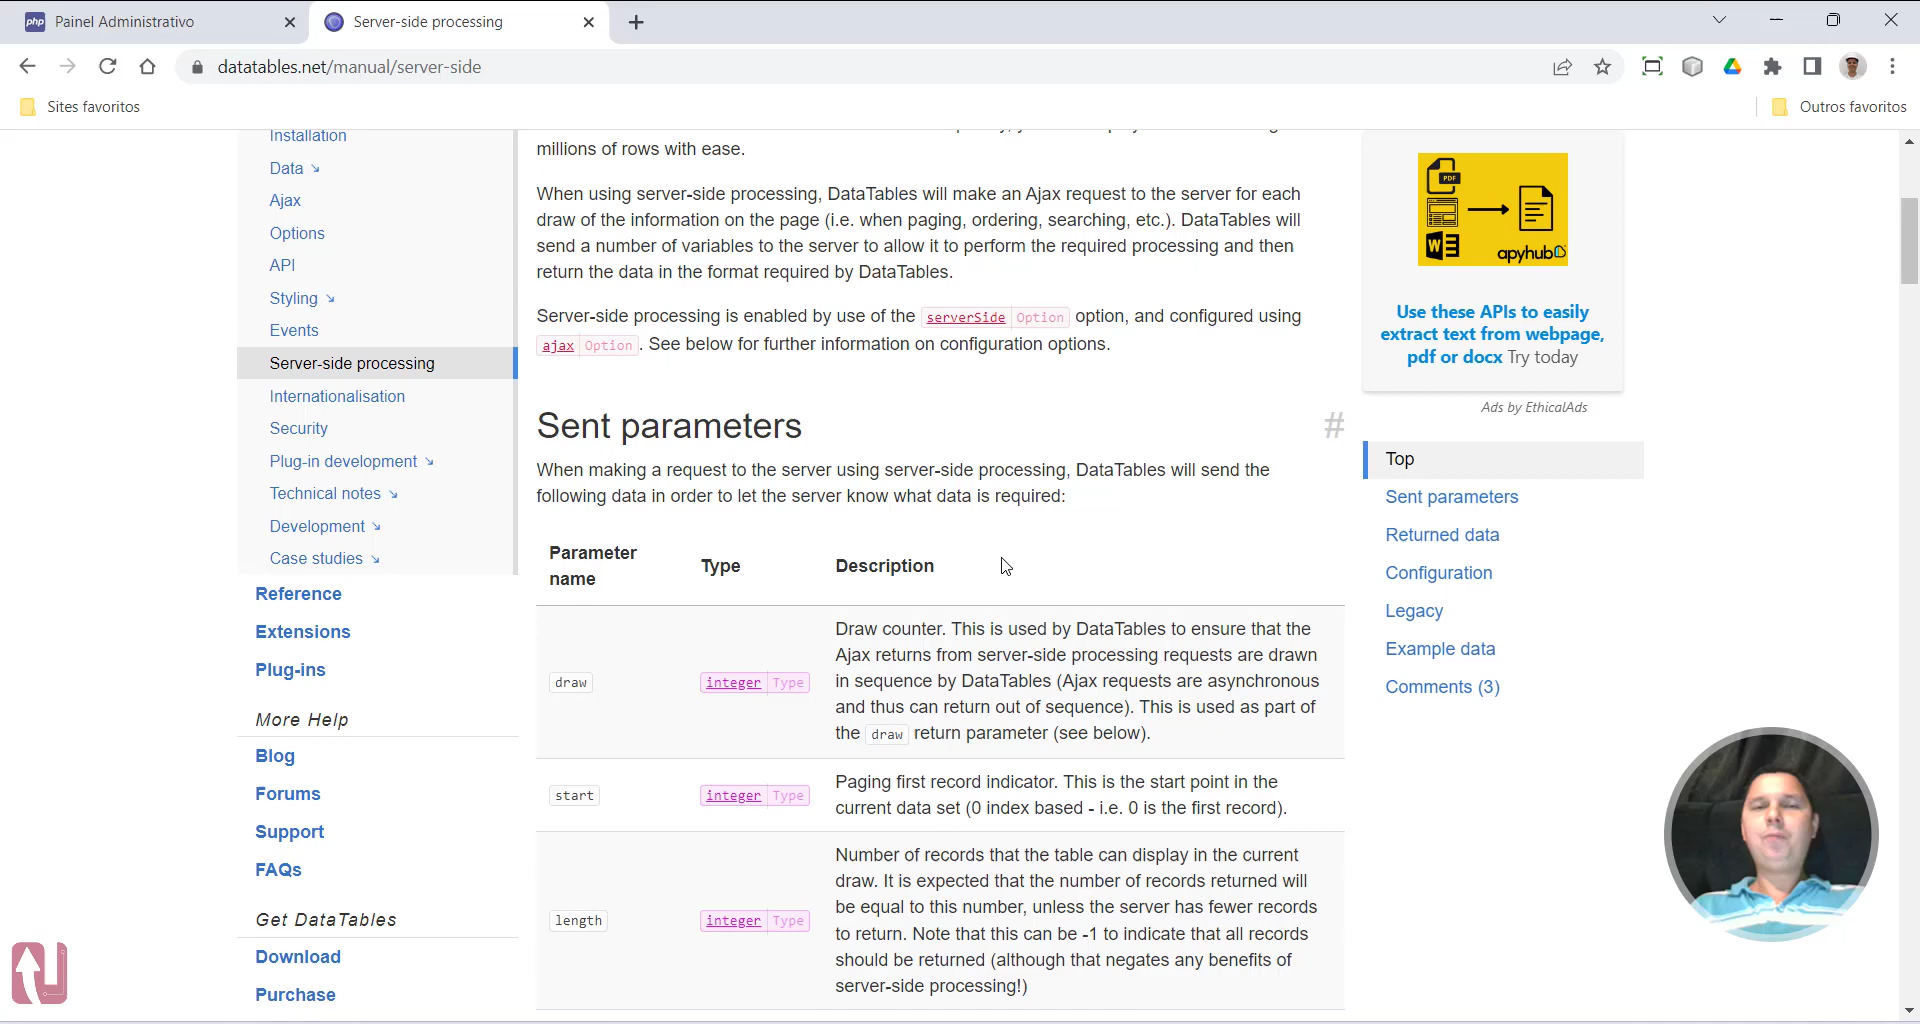 Painel Administrativo
Server-side processing
datatables.net/manual/server-side
Sites favoritos
Outros favoritos
Installation
Data
Ajax
Options
API
Styling
Events
Server-side processing
Internationalisation
Security
Plug-in development
Technical notes
Development
Case studies
Reference
Extensions
Plug-ins
More Help
Blog
Forums
Support
FAQs
Get DataTables
Download
Purchase
millions of rows with ease.
When using server-side processing, DataTables will make an Ajax request to the server for each
draw of the information on the page (i.e. when paging, ordering, searching, etc.). DataTables will
send a number of variables to the server to allow it to perform the required processing and then
return the data in the format required by DataTables.
Server-side processing is enabled by use of the serverSide Option option, and configured using
ajax Option . See below for further information on configuration options.
Sent parameters #
When making a request to the server using server-side processing, DataTables will send the
following data in order to let the server know what data is required:
Parameter name Type Description
draw integer Type
Draw counter. This is used by DataTables to ensure that the
Ajax returns from server-side processing requests are drawn
in sequence by DataTables (Ajax requests are asynchronous
and thus can return out of sequence). This is used as part of
the draw return parameter (see below).
start integer Type
Paging first record indicator. This is the start point in the
current data set (0 index based - i.e. 0 is the first record).
length integer Type
Number of records that the table can display in the current
draw. It is expected that the number of records returned will
be equal to this number, unless the server has fewer records
to return. Note that this can be -1 to indicate that all records
should be returned (although that negates any benefits of
server-side processing!)
PDF
W
apyhub
Use these APIs to easily
extract text from webpage,
pdf or docx Try today
Ads by EthicalAds
Top
Sent parameters
Returned data
Configuration
Legacy
Example data
Comments (3)